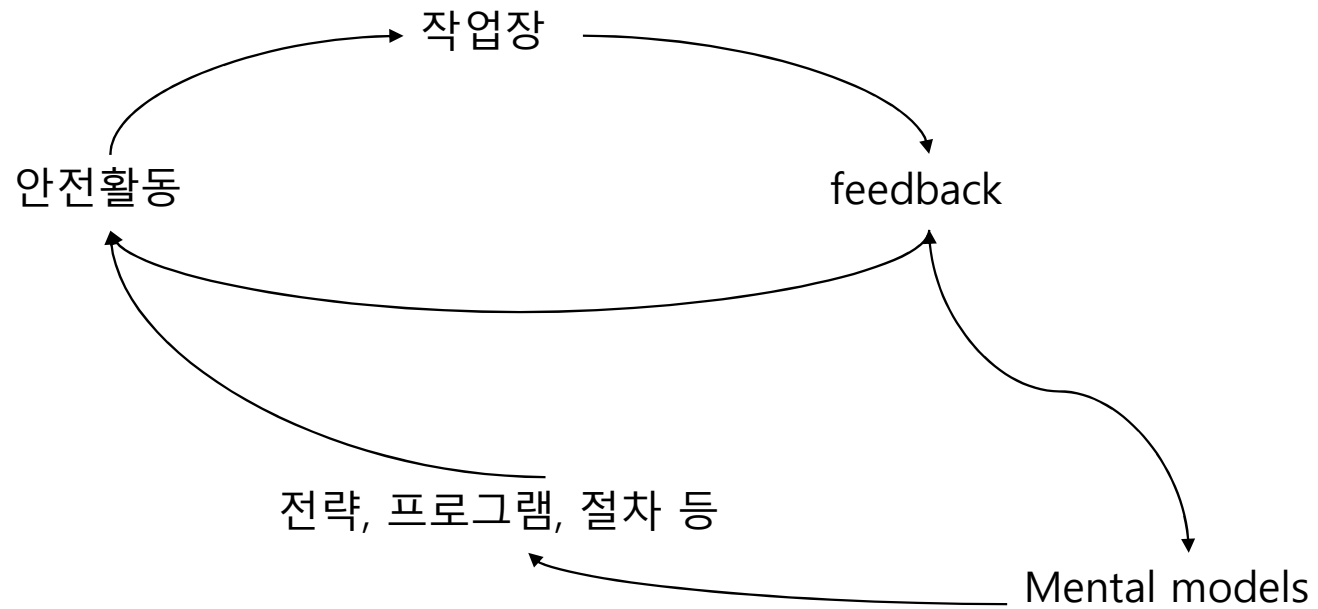 작업장
안전활동
feedback
전략, 프로그램, 절차 등
Mental models